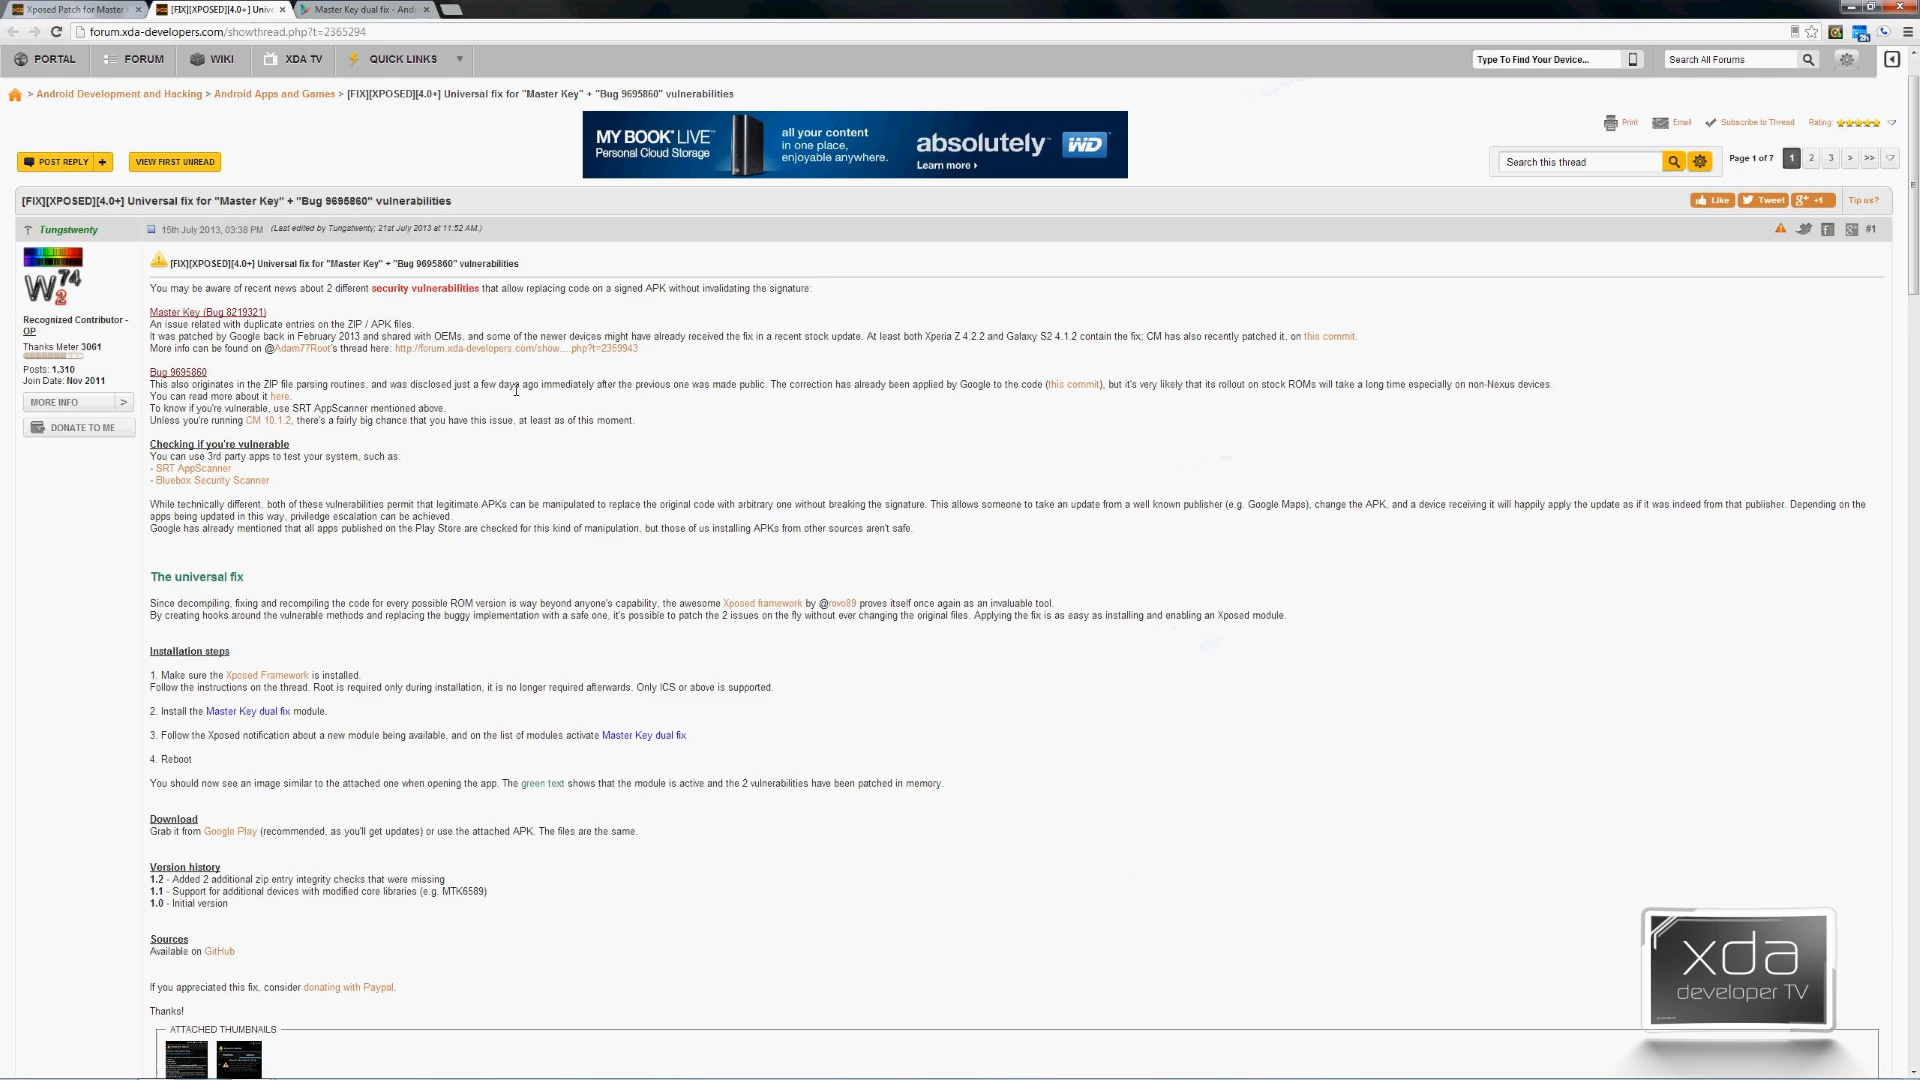 Xposed Patch for Master
[FIX][XPOSED][4.0+] Unive
Master Key dual fix - And
forum.xda-developers.com/showthread.php?t=2365294
PORTAL
FORUM
WIKI
XDA TV
QUICK LINKS
Type To Find Your Device...
Search All Forums
> Android Development and Hacking > Android Apps and Games > [FIX][XPOSED][4.0+] Universal fix for "Master Key" + "Bug 9695860" vulnerabilities
MY BOOK LIVE™
Personal Cloud Storage
all your content
in one place,
enjoyable anywhere.
absolutely™
Learn more ›
WD
Print
Email
Subscribe to Thread
Rating:
POST REPLY +
VIEW FIRST UNREAD
Search this thread
Page 1 of 7
1 2 3 > >>
[FIX][XPOSED][4.0+] Universal fix for "Master Key" + "Bug 9695860" vulnerabilities
Like
Tweet
+1
Tip us?
Tungstwenty
15th July 2013, 03:38 PM (Last edited by Tungstwenty; 21st July 2013 at 11:52 AM.)
#1
W 74
2
Recognized Contributor -
OP
Thanks Meter 3061
Posts: 1,310
Join Date: Nov 2011
MORE INFO >
DONATE TO ME
[FIX][XPOSED][4.0+] Universal fix for "Master Key" + "Bug 9695860" vulnerabilities
You may be aware of recent news about 2 different security vulnerabilities that allow replacing code on a signed APK without invalidating the signature:
Master Key (Bug 8219321)
An issue related with duplicate entries on the ZIP / APK files.
It was patched by Google back in February 2013 and shared with OEMs, and some of the newer devices might have already received the fix in a recent stock update. At least both Xperia Z 4.2.2 and Galaxy S2 4.1.2 contain the fix; CM has also recently patched it, on this commit.
More info can be found on @Adam77Root's thread here: http://forum.xda-developers.com/show....php?t=2359943
Bug 9695860
This also originates in the ZIP file parsing routines, and was disclosed just a few days ago immediately after the previous one was made public. The correction has already been applied by Google to the code (this commit), but it's very likely that its rollout on stock ROMs will take a long time especially on non-Nexus devices.
You can read more about it here.
To know if you're vulnerable, use SRT AppScanner mentioned above.
Unless you're running CM 10.1.2, there's a fairly big chance that you have this issue, at least as of this moment.
Checking if you're vulnerable
You can use 3rd party apps to test your system, such as:
- SRT AppScanner
- Bluebox Security Scanner
While technically different, both of these vulnerabilities permit that legitimate APKs can be manipulated to replace the original code with arbitrary one without breaking the signature. This allows someone to take an update from a well known publisher (e.g. Google Maps), change the APK, and a device receiving it will happily apply the update as if it was indeed from that publisher. Depending on the
apps being updated in this way, priviledge escalation can be achieved.
Google has already mentioned that all apps published on the Play Store are checked for this kind of manipulation, but those of us installing APKs from other sources aren't safe.
The universal fix
Since decompiling, fixing and recompiling the code for every possible ROM version is way beyond anyone's capability, the awesome Xposed framework by @rovo89 proves itself once again as an invaluable tool.
By creating hooks around the vulnerable methods and replacing the buggy implementation with a safe one, it's possible to patch the 2 issues on the fly without ever changing the original files. Applying the fix is as easy as installing and enabling an Xposed module.
Installation steps
1. Make sure the Xposed Framework is installed.
Follow the instructions on the thread. Root is required only during installation, it is no longer required afterwards. Only ICS or above is supported.
2. Install the Master Key dual fix module.
3. Follow the Xposed notification about a new module being available, and on the list of modules activate Master Key dual fix
4. Reboot
You should now see an image similar to the attached one when opening the app. The green text shows that the module is active and the 2 vulnerabilities have been patched in memory.
Download
Grab it from Google Play (recommended, as you'll get updates) or use the attached APK. The files are the same.
Version history
1.2 - Added 2 additional zip entry integrity checks that were missing
1.1 - Support for additional devices with modified core libraries (e.g. MTK6589)
1.0 - Initial version
Sources
Available on GitHub
If you appreciated this fix, consider donating with Paypal.
Thanks!
ATTACHED THUMBNAILS
xda
developer TV